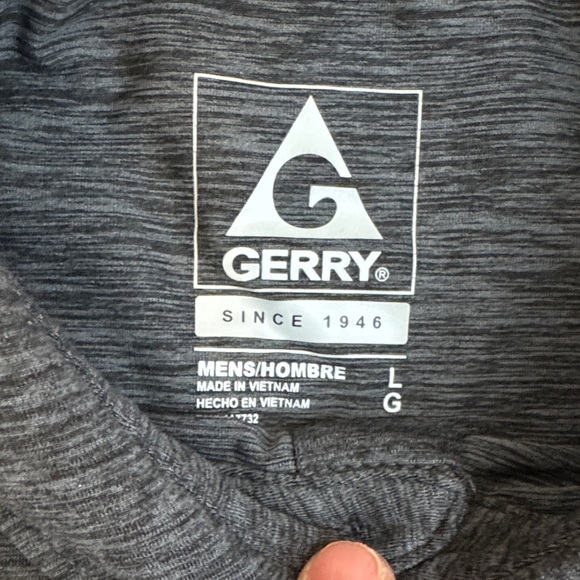 G
GERRY®
SINCE 1946
MENS/HOMBRE L
MADE IN VIETNAM
HECHO EN VIETNAM G